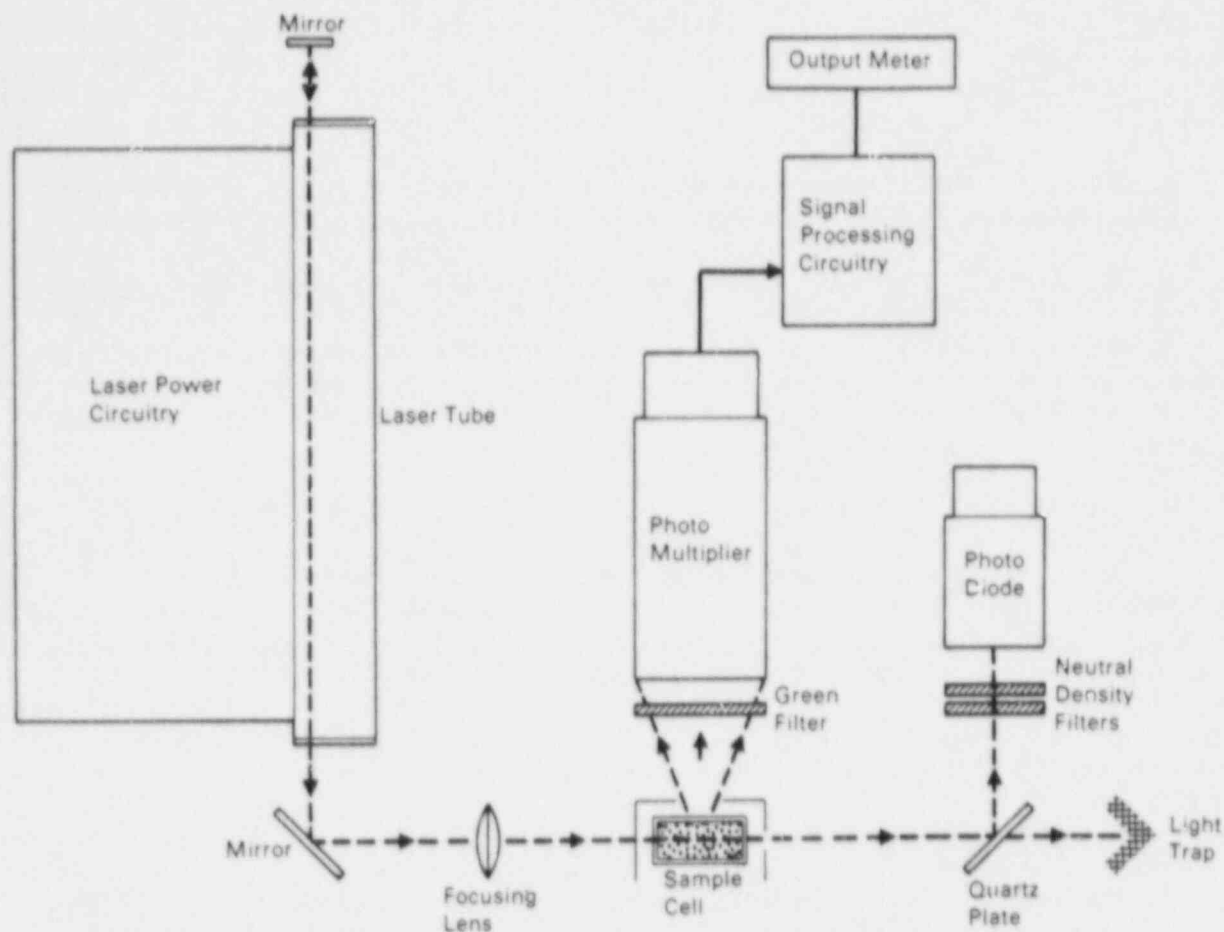 Mirror
Output Meter
Signal
Processing
Circuitry
Laser Power
Circuitry
Laser Tube
Photo
Multiplier
Photo
Diode
Green
Filter
Neutral
Density
Filters
Mirror
Focusing
Lens
Sample
Cell
Quartz
Plate
Light
Trap